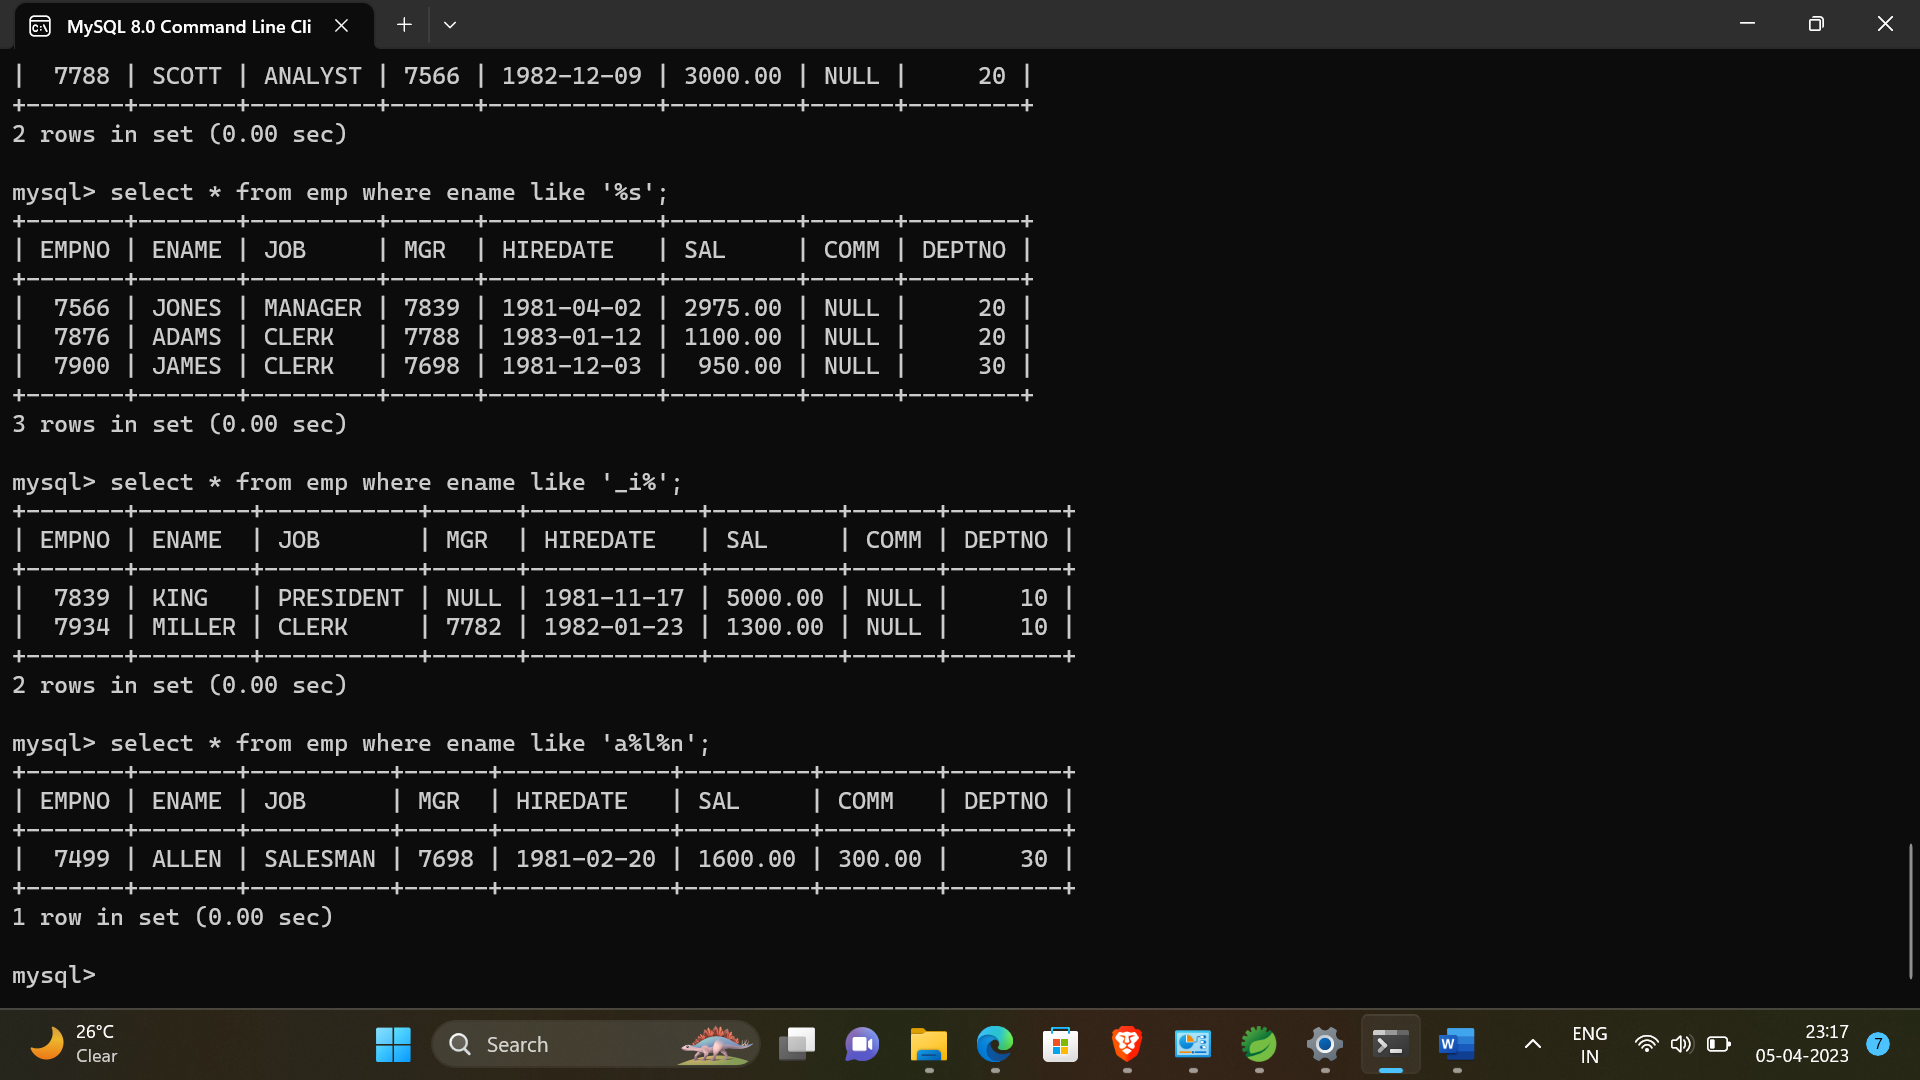 MySQL 8.0 Command Line Cli
|  7788 | SCOTT | ANALYST | 7566 | 1982-12-09 | 3000.00 | NULL |     20 |
+-------+-------+---------+------+------------+---------+------+--------+
2 rows in set (0.00 sec)
mysql> select * from emp where ename like '%s';
+-------+-------+---------+------+------------+---------+------+--------+
| EMPNO | ENAME | JOB     | MGR  | HIREDATE   | SAL     | COMM | DEPTNO |
+-------+-------+---------+------+------------+---------+------+--------+
|  7566 | JONES | MANAGER | 7839 | 1981-04-02 | 2975.00 | NULL |     20 |
|  7876 | ADAMS | CLERK   | 7788 | 1983-01-12 | 1100.00 | NULL |     20 |
|  7900 | JAMES | CLERK   | 7698 | 1981-12-03 |  950.00 | NULL |     30 |
+-------+-------+---------+------+------------+---------+------+--------+
3 rows in set (0.00 sec)
mysql> select * from emp where ename like '_i%';
+-------+--------+-----------+------+------------+---------+------+--------+
| EMPNO | ENAME  | JOB       | MGR  | HIREDATE   | SAL     | COMM | DEPTNO |
+-------+--------+-----------+------+------------+---------+------+--------+
|  7839 | KING   | PRESIDENT | NULL | 1981-11-17 | 5000.00 | NULL |     10 |
|  7934 | MILLER | CLERK     | 7782 | 1982-01-23 | 1300.00 | NULL |     10 |
+-------+--------+-----------+------+------------+---------+------+--------+
2 rows in set (0.00 sec)
mysql> select * from emp where ename like 'a%l%n';
+-------+-------+----------+------+------------+---------+--------+--------+
| EMPNO | ENAME | JOB      | MGR  | HIREDATE   | SAL     | COMM   | DEPTNO |
+-------+-------+----------+------+------------+---------+--------+--------+
|  7499 | ALLEN | SALESMAN | 7698 | 1981-02-20 | 1600.00 | 300.00 |     30 |
+-------+-------+----------+------+------------+---------+--------+--------+
1 row in set (0.00 sec)
mysql>
26°C
Clear
Search
ENG
IN
23:17
05-04-2023
7